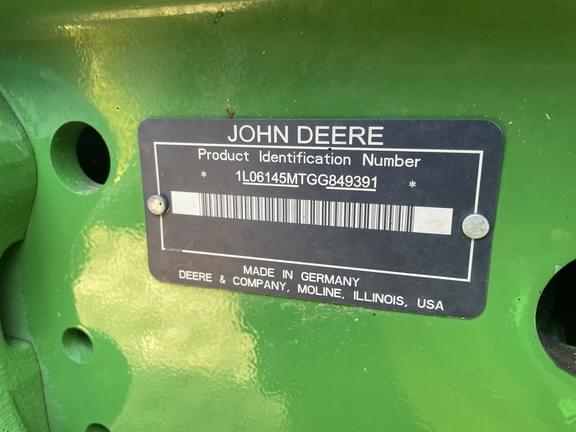 JOHN DEERE
Product Identification Number
* 1L06145MTGG849391 *
MADE IN GERMANY
DEERE & COMPANY, MOLINE, ILLINOIS, USA